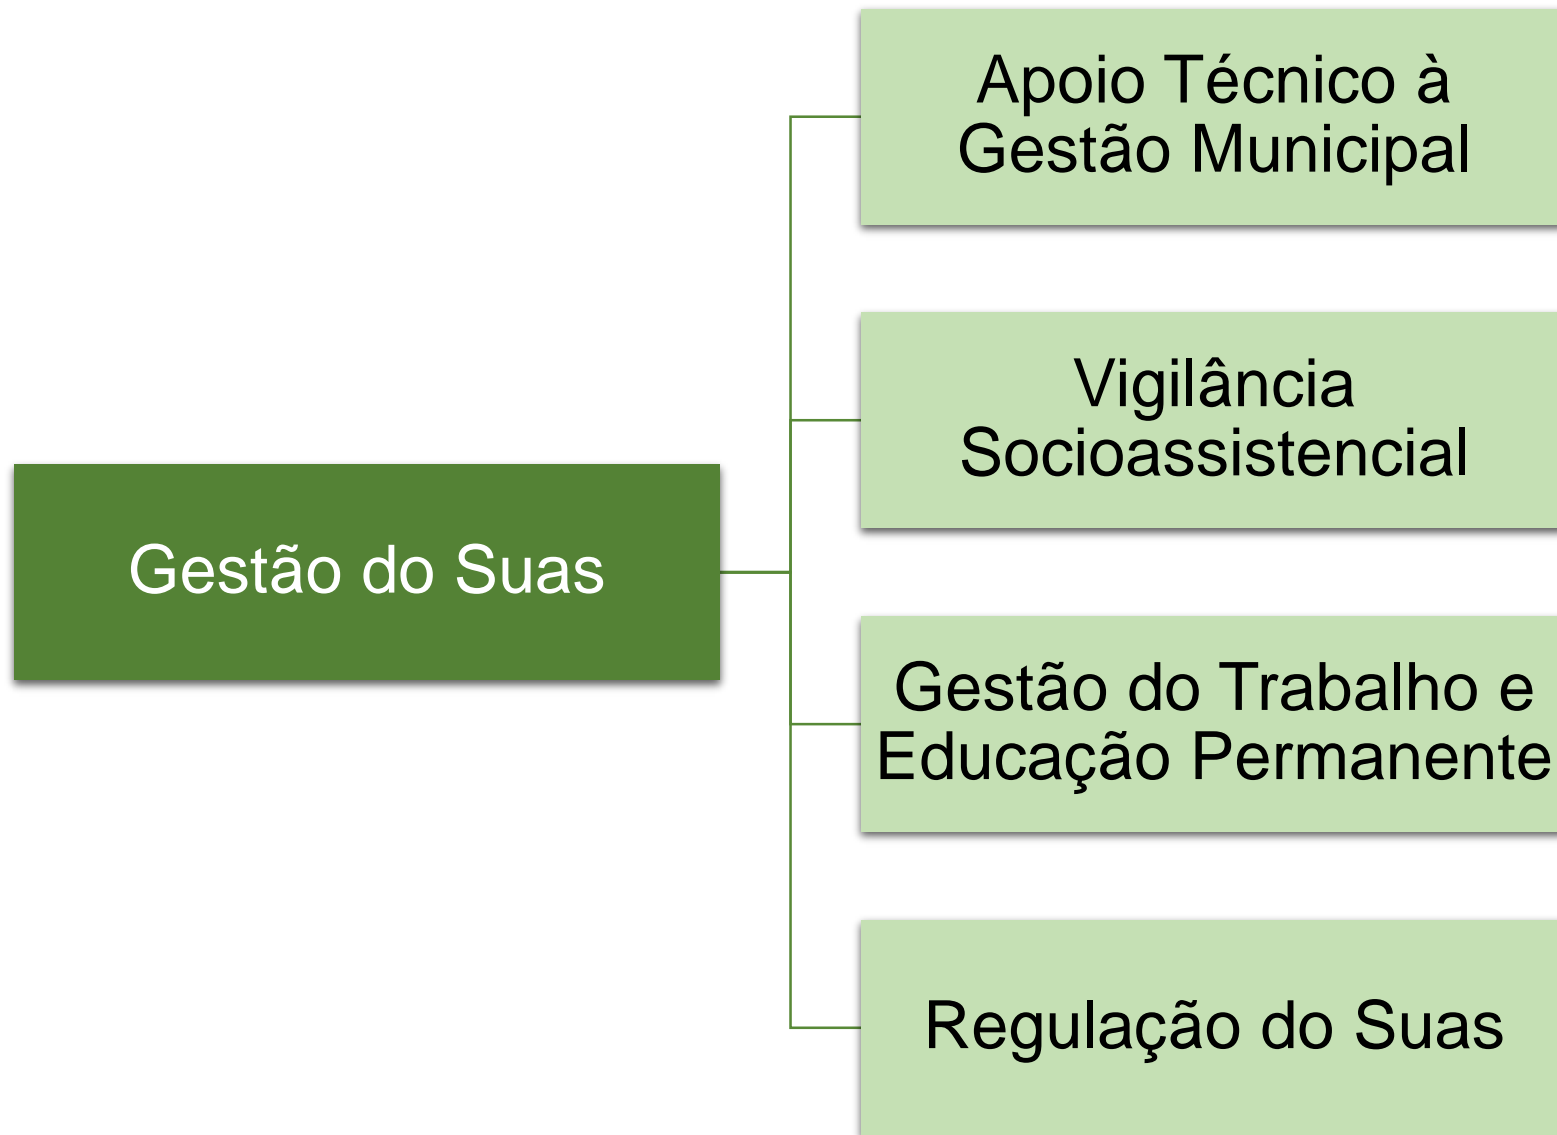 Apoio Técnico à
Gestão Municipal
Vigilância
Socioassistencial
Gestão do Suas
Gestão do Trabalho e
Educação Permanente
Regulação do Suas